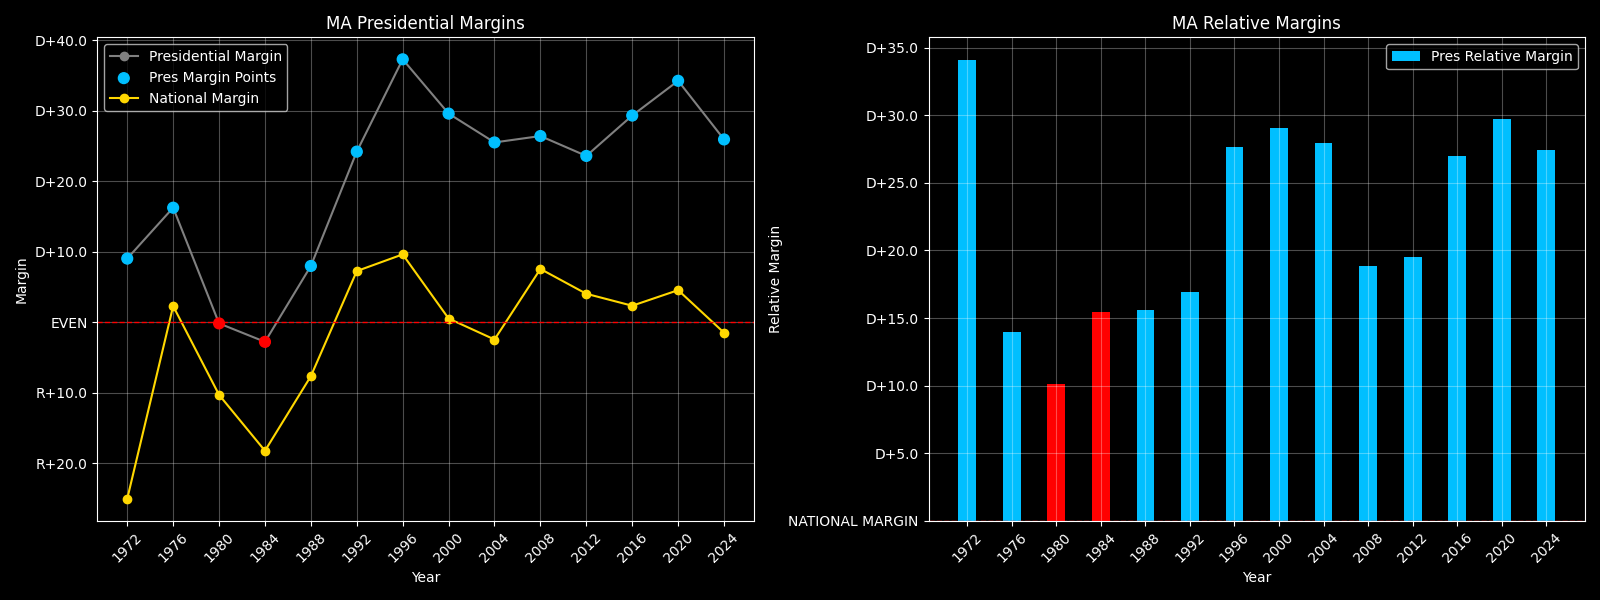 MA Presidential Margins
Margin
D+40.0
D+30.0
D+20.0
D+10.0
EVEN
R+10.0
R+20.0
Presidential Margin
Pres Margin Points
National Margin
1972
1976
1980
1984
1988
1992
1996
2000
2004
2008
2012
2016
2020
2024
Year
MA Relative Margins
Relative Margin
D+35.0
D+30.0
D+25.0
D+20.0
D+15.0
D+10.0
D+5.0
NATIONAL MARGIN
Pres Relative Margin
1972
1976
1980
1984
1988
1992
1996
2000
2004
2008
2012
2016
2020
2024
Year